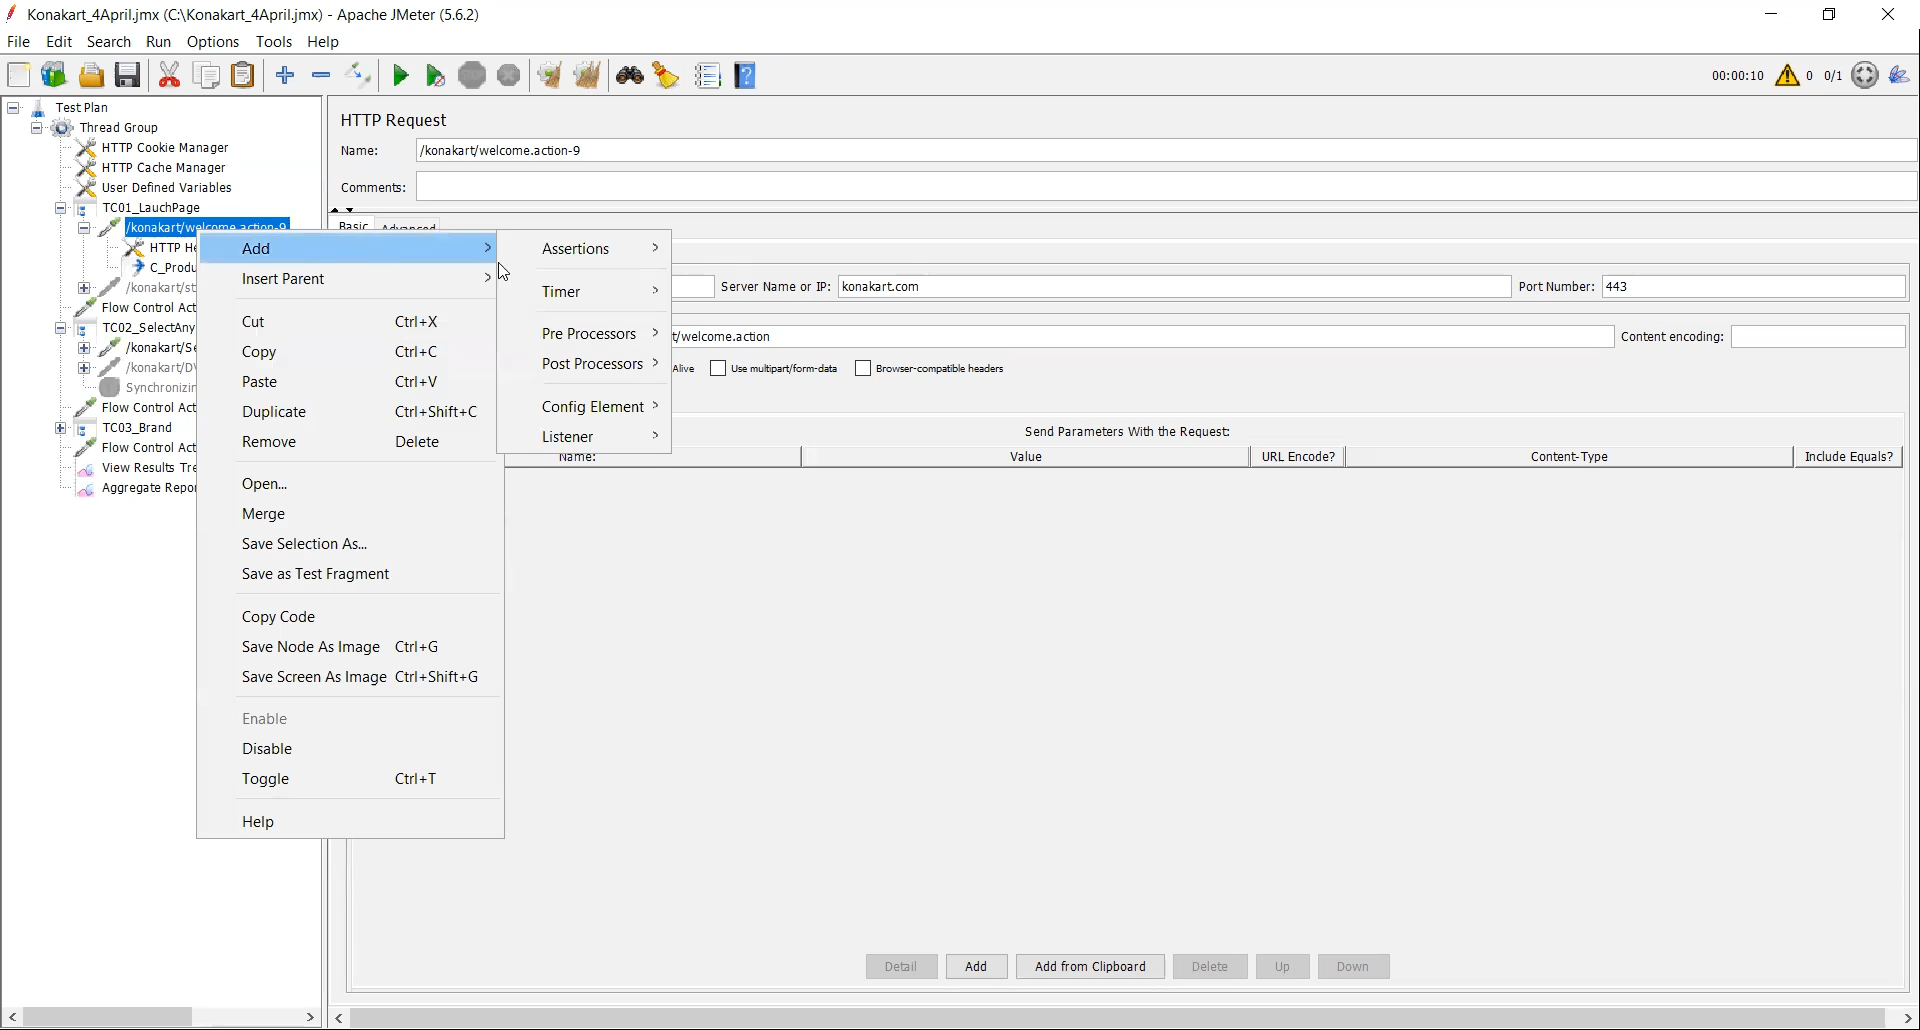 Konakart_4April.jmx (C:\Konakart_4April.jmx) - Apache JMeter (5.6.2)
File Edit Search Run Options Tools Help
00:00:10 0 0/1
Test Plan
Thread Group
HTTP Cookie Manager
HTTP Cache Manager
User Defined Variables
TC01_LauchPage
/konakart/welcome.action-9
HTTP He
C_Produ
/konakart/st
Flow Control Act
TC02_SelectAny
/konakart/Se
/konakart/DV
Synchronizin
Flow Control Act
TC03_Brand
Flow Control Act
View Results Tre
Aggregate Repo
HTTP Request
Name: /konakart/welcome.action-9
Comments:
Basic Advanced
Server Name or IP: konakart.com Port Number: 443
t/welcome.action Content encoding:
Alive Use multipart/form-data Browser-compatible headers
Send Parameters With the Request:
Name: Value URL Encode? Content-Type Include Equals?
Detail Add Add from Clipboard Delete Up Down
Add >
Insert Parent >
Cut Ctrl+X
Copy Ctrl+C
Paste Ctrl+V
Duplicate Ctrl+Shift+C
Remove Delete
Open...
Merge
Save Selection As...
Save as Test Fragment
Copy Code
Save Node As Image Ctrl+G
Save Screen As Image Ctrl+Shift+G
Enable
Disable
Toggle Ctrl+T
Help
Assertions >
Timer >
Pre Processors >
Post Processors >
Config Element >
Listener >